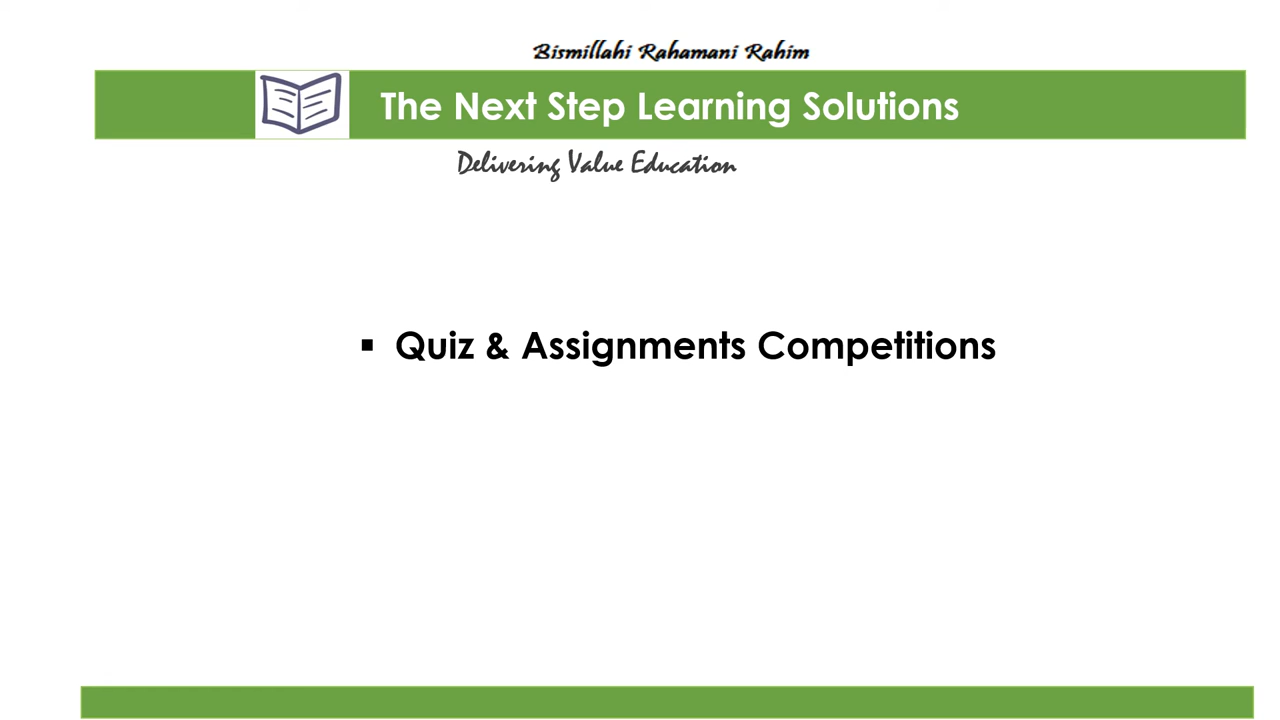 Bismillahi Rahamani Rahim
The Next Step Learning Solutions
Delivering Value Education
▪ Quiz & Assignments Competitions